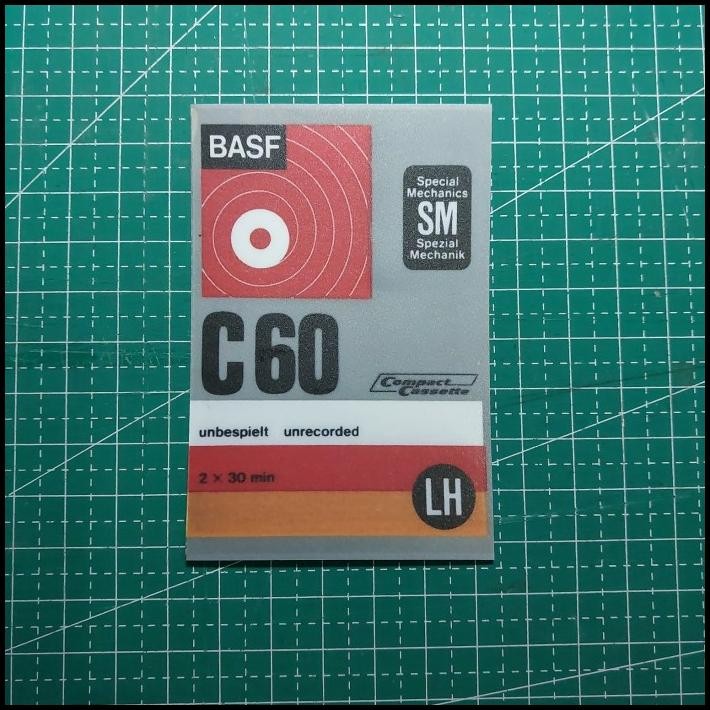 BASF
Special
Mechanics
SM
Spezial
Mechanik
C60
Compact
Cassette
unbespielt unrecorded
2 × 30 min
LH